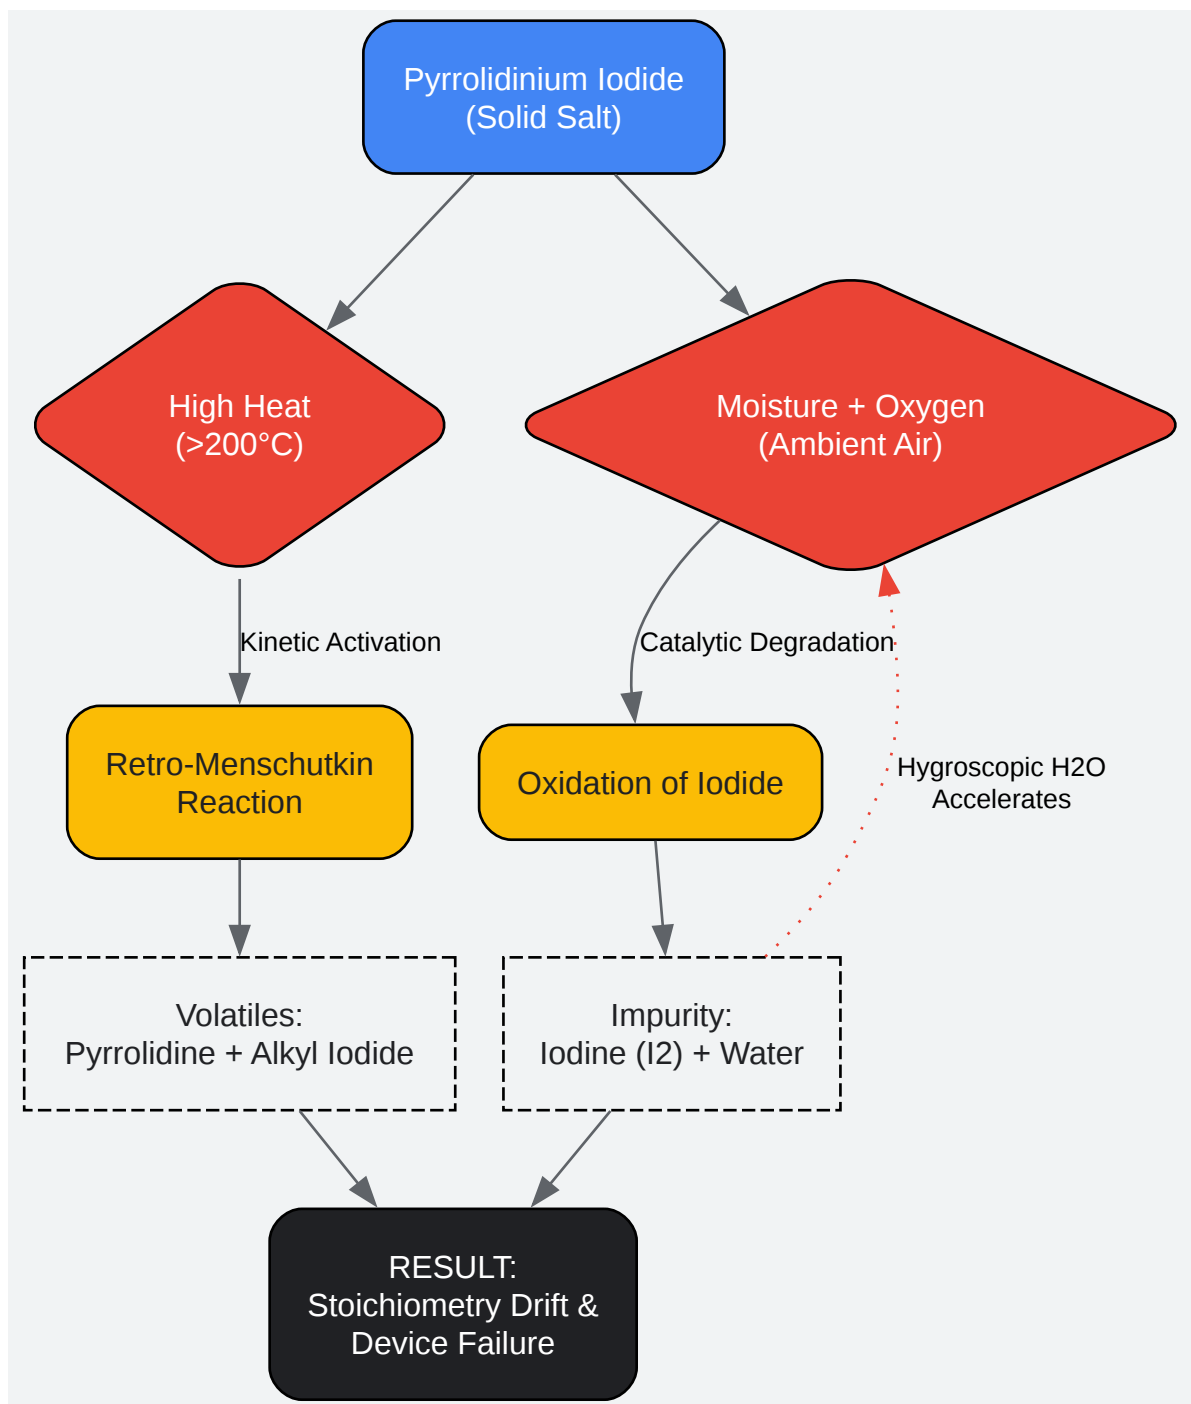 Pyrrolidinium Iodide
(Solid Salt)
High Heat
(>200°C)
Moisture + Oxygen
(Ambient Air)
Kinetic Activation
Catalytic Degradation
Retro-Menschutkin
Reaction
Oxidation of Iodide
Hygroscopic H2O
Accelerates
Volatiles:
Pyrrolidine + Alkyl Iodide
Impurity:
Iodine (I2) + Water
RESULT:
Stoichiometry Drift &
Device Failure